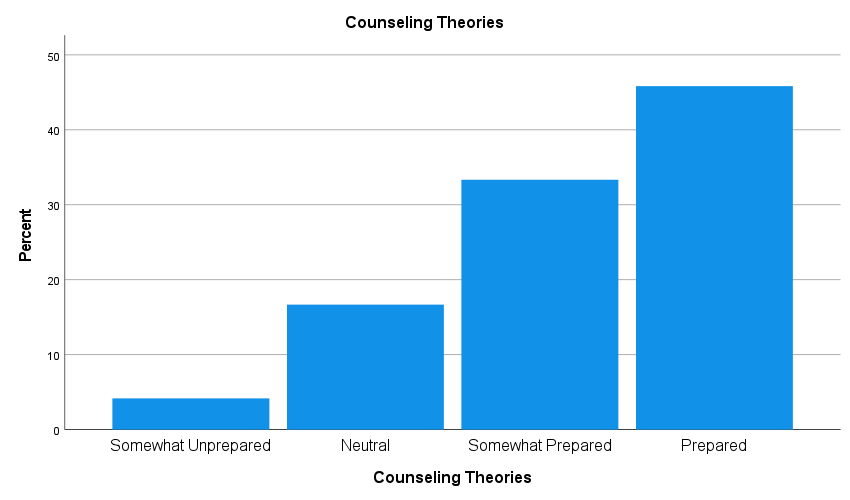 Counseling Theories
50
40
30
20
10
0
Percent
Somewhat Unprepared
Neutral
Somewhat Prepared
Prepared
Counseling Theories